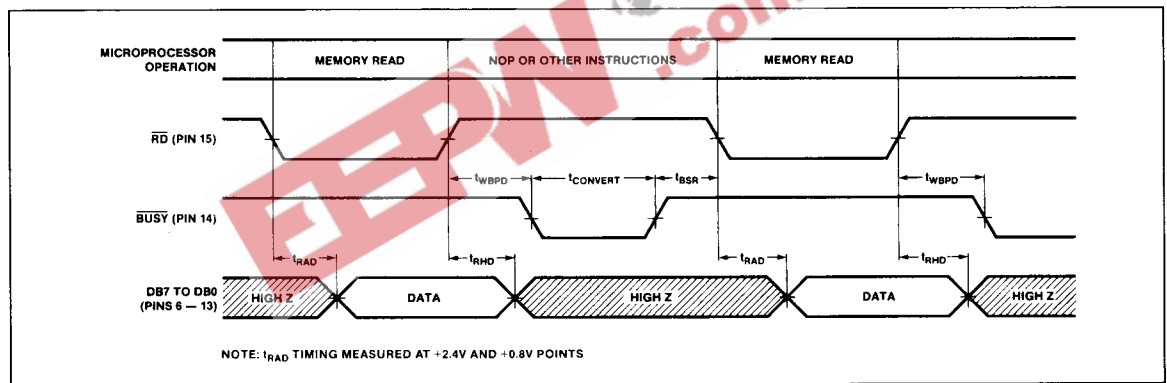 MICROPROCESSOR
OPERATION
MEMORY READ
NOP OR OTHER INSTRUCTIONS
MEMORY READ
RD (PIN 15)
tWBPD
tCONVERT
tBSR
tWBPD
BUSY (PIN 14)
tRAD
tRHD
tRAD
tRHD
DB7 TO DB0
(PINS 6 — 13)
HIGH Z
DATA
HIGH Z
DATA
HIGH Z
NOTE: tRAD TIMING MEASURED AT +2.4V AND +0.8V POINTS
EEPW.com